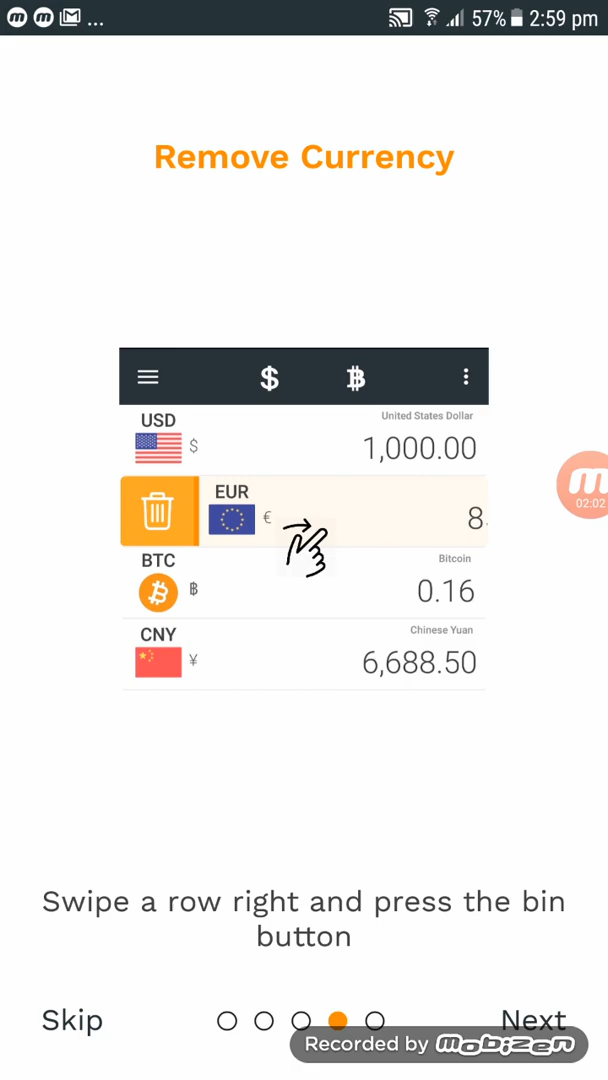 ... 57% 2:59 pm
Remove Currency
$
USD United States Dollar
$ 1,000.00
EUR
€ 8
02:02
BTC Bitcoin
฿ 0.16
CNY Chinese Yuan
¥ 6,688.50
Swipe a row right and press the bin
button
Skip Next
Recorded by mobizen